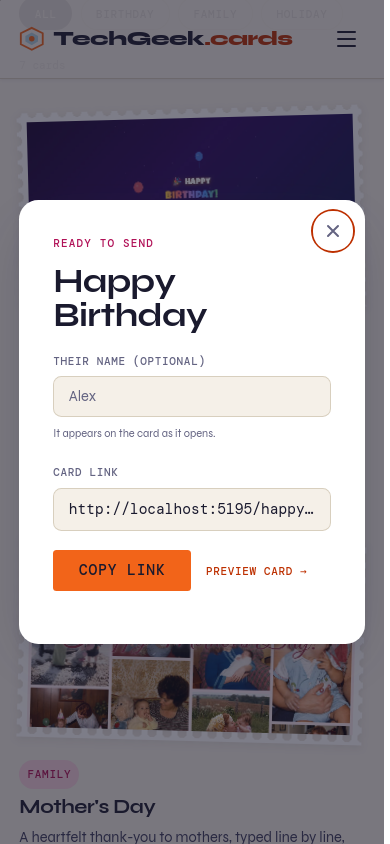 ALL BIRTHDAY FAMILY HOLIDAY
TechGeek.cards
🎉 HAPPY
BIRTHDAY!
READY TO SEND
Happy
Birthday
THEIR NAME (OPTIONAL)
Alex
It appears on the card as it opens.
CARD LINK
http://localhost:5195/happy…
COPY LINK
PREVIEW CARD →
FAMILY
Mother's Day
A heartfelt thank-you to mothers, typed line by line,